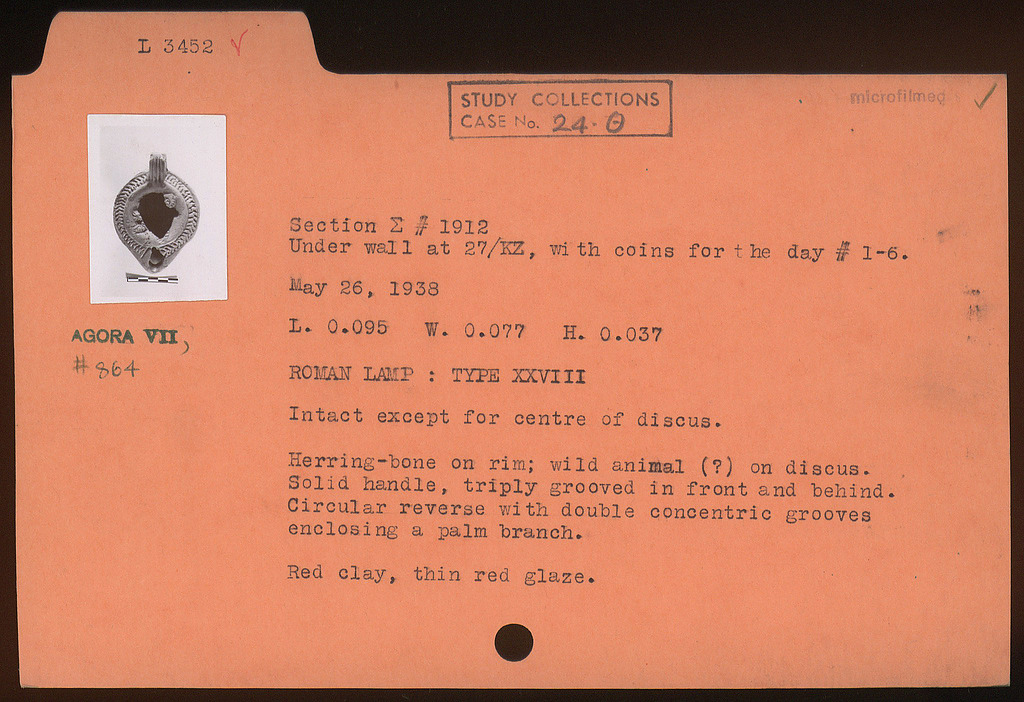 L 3452 ✓
STUDY COLLECTIONS
CASE No. 24·Θ
microfilmed ✓
Section Σ # 1912
Under wall at 27/KZ, with coins for the day # 1-6.
May 26, 1938
L. 0.095 W. 0.077 H. 0.037
AGORA VII,
# 864
ROMAN LAMP : TYPE XXVIII
Intact except for centre of discus.
Herring-bone on rim; wild animal (?) on discus.
Solid handle, triply grooved in front and behind.
Circular reverse with double concentric grooves
enclosing a palm branch.
Red clay, thin red glaze.